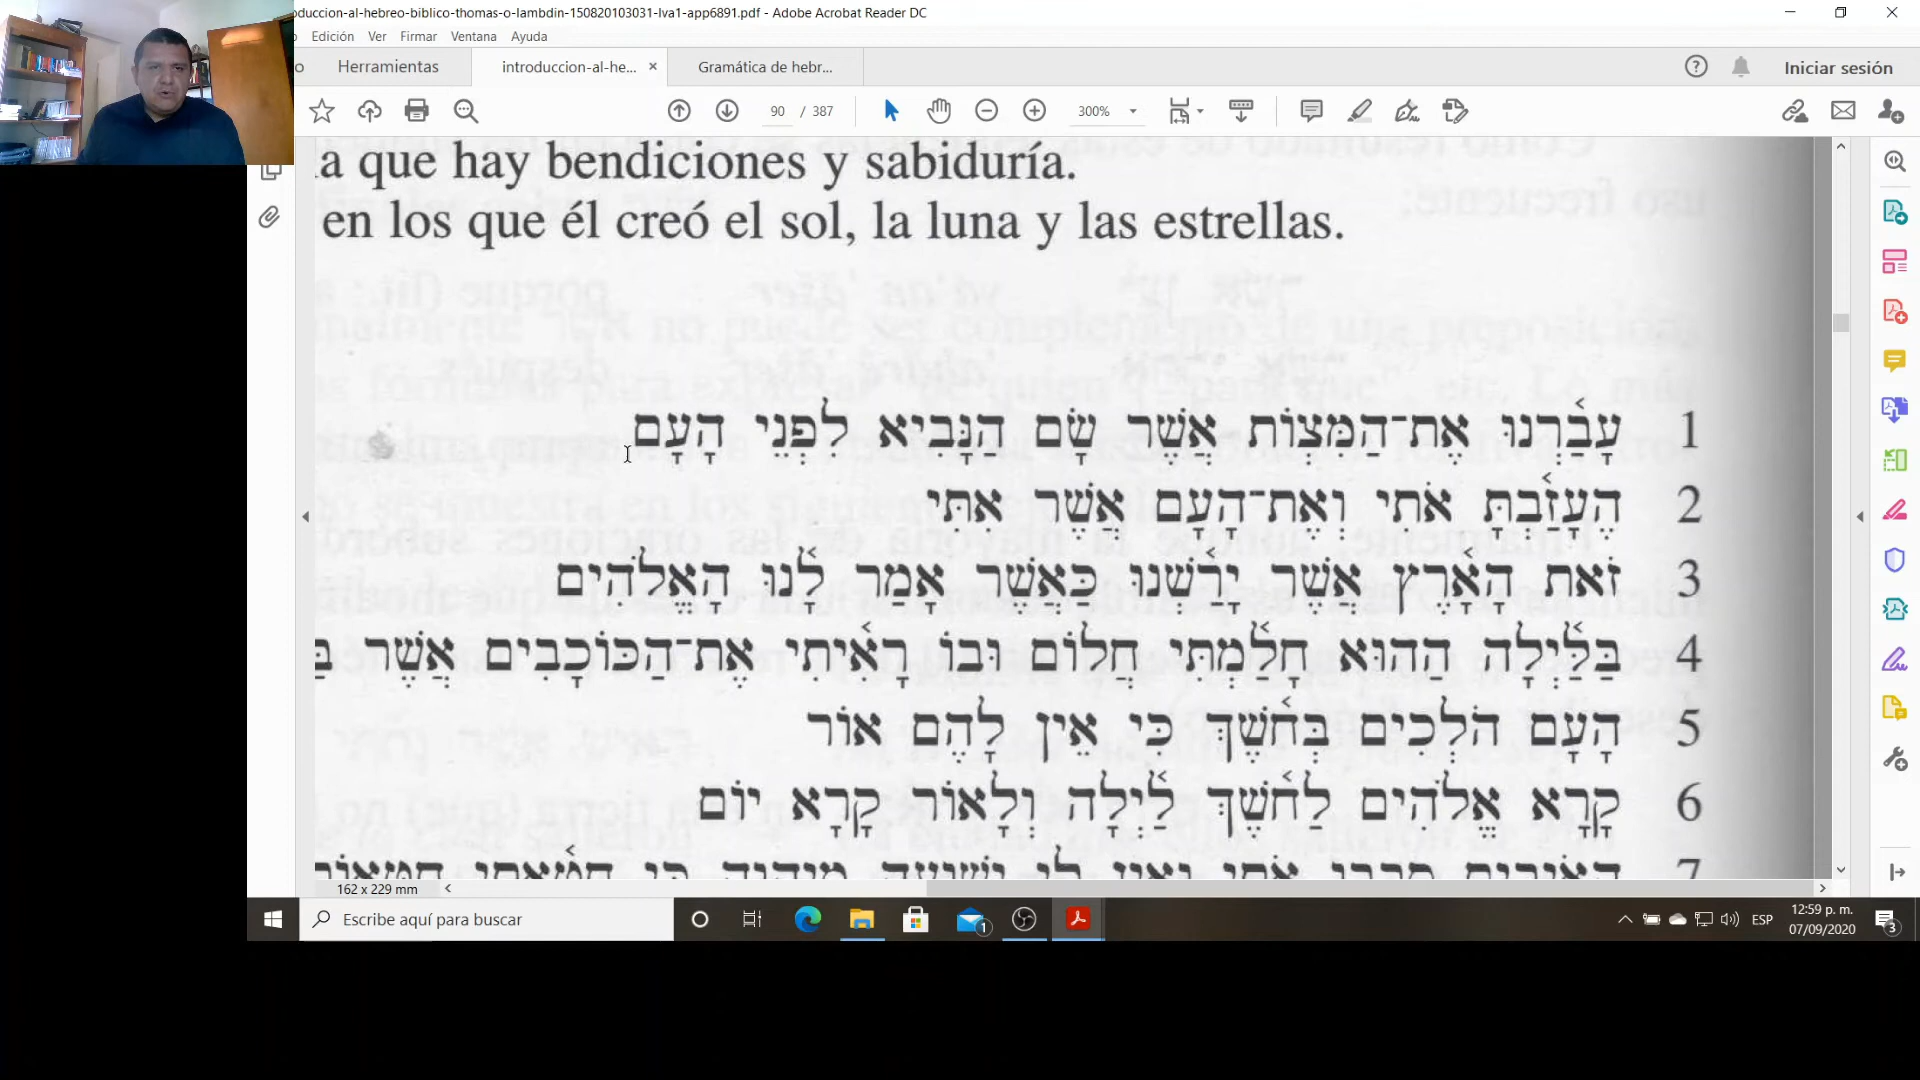 oduccion-al-hebreo-biblico-thomas-o-lambdin-150820103031-lva1-app6891.pdf - Adobe Acrobat Reader DC
Edición Ver Firmar Ventana Ayuda
o Herramientas introduccion-al-he... × Gramática de hebr... Iniciar sesión
90 / 387 300%
a que hay bendiciones y sabiduría.
en los que él creó el sol, la luna y las estrellas.
1 עָבַ֫רְנוּ אֶת־הַמִּצְוֹת אֲשֶׁר שָׂם הַנָּבִיא לִפְנֵי הָעָם
2 הֶעָזַ֫בְתָּ אֹתִי וְאֶת־הָעָם אֲשֶׁר אִתִּי
3 זֹאת הָאָ֫רֶץ אֲשֶׁר יָרַ֫שְׁנוּ כַּאֲשֶׁר אָמַר לָ֫נוּ הָאֱלֹהִים
4 בַּלַּ֫יְלָה הַהוּא חָלַ֫מְתִּי חֲלוֹם וּבוֹ רָאִ֫יתִי אֶת־הַכּוֹכָבִים אֲשֶׁר בַּ
5 הָעָם הֹלְכִים בְּחֹ֫שֶׁךְ כִּי אֵין לָהֶם אוֹר
6 קָרָא אֱלֹהִים לַחֹ֫שֶׁךְ לַ֫יְלָה וְלָאוֹר קָרָא יוֹם
7
162 x 229 mm
Escribe aquí para buscar
1
ESP
12:59 p. m.
07/09/2020
3